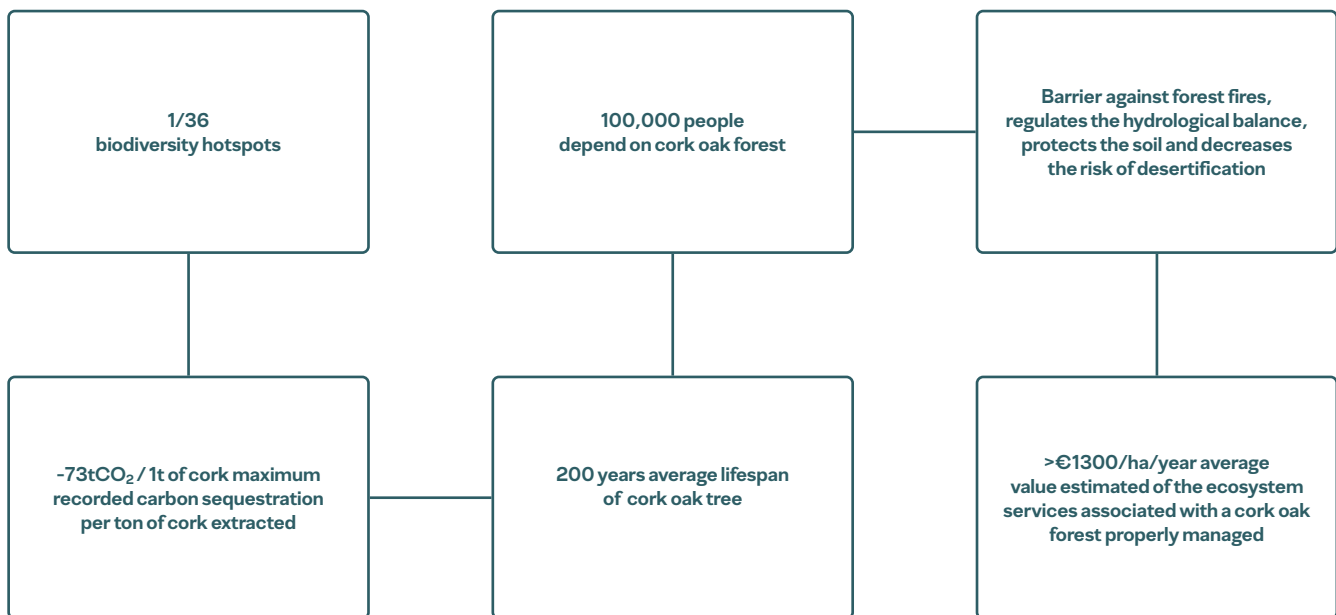 1/36
biodiversity hotspots
100,000 people
depend on cork oak forest
Barrier against forest fires,
regulates the hydrological balance,
protects the soil and decreases
the risk of desertification
-73tCO₂ / 1t of cork maximum
recorded carbon sequestration
per ton of cork extracted
200 years average lifespan
of cork oak tree
>€1300/ha/year average
value estimated of the ecosystem
services associated with a cork oak
forest properly managed